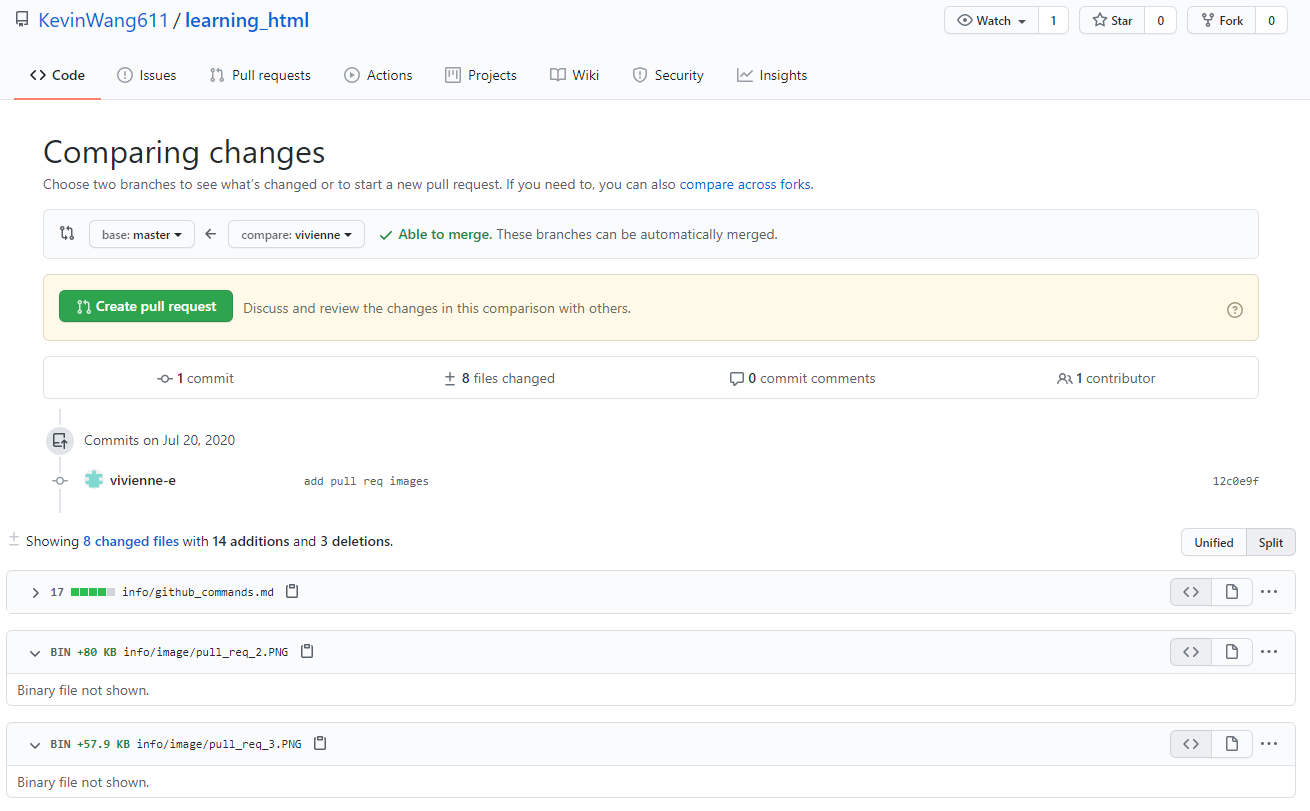 KevinWang611 / learning_html
Watch 1 Star 0 Fork 0
Code Issues Pull requests Actions Projects Wiki Security Insights
Comparing changes
Choose two branches to see what's changed or to start a new pull request. If you need to, you can also compare across forks.
base: master compare: vivienne Able to merge. These branches can be automatically merged.
Create pull request Discuss and review the changes in this comparison with others.
1 commit 8 files changed 0 commit comments 1 contributor
Commits on Jul 20, 2020
vivienne-e add pull req images 12c0e9f
Showing 8 changed files with 14 additions and 3 deletions. Unified Split
17 info/github_commands.md
BIN +80 KB info/image/pull_req_2.PNG
Binary file not shown.
BIN +57.9 KB info/image/pull_req_3.PNG
Binary file not shown.